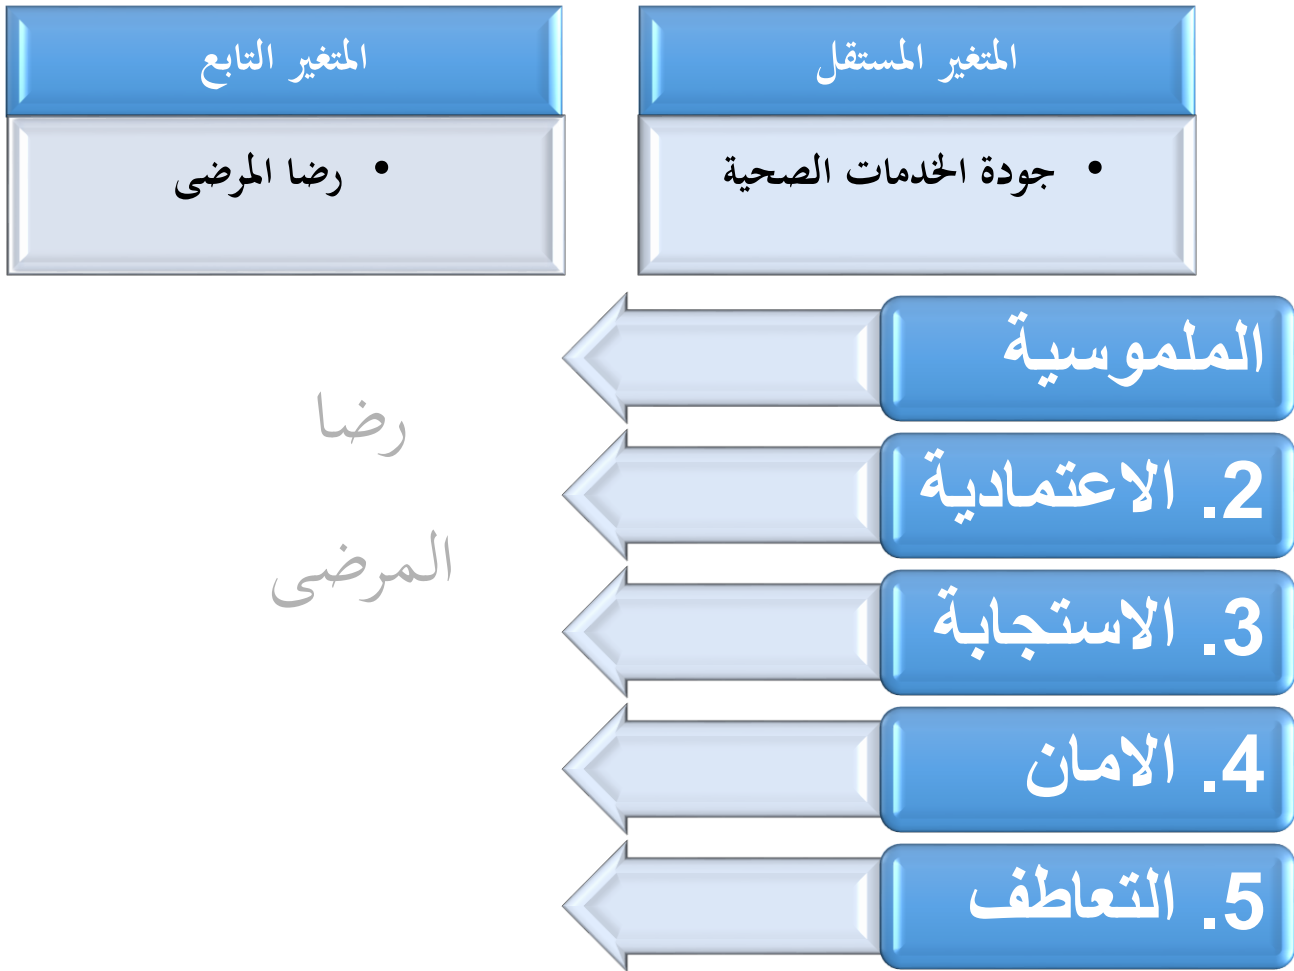 المتغير المستقل
• جودة الخدمات الصحية
المتغير التابع
• رضا المرضى
الملموسية
2. الاعتمادية
3. الاستجابة
4. الامان
5. التعاطف
رضا
المرضى